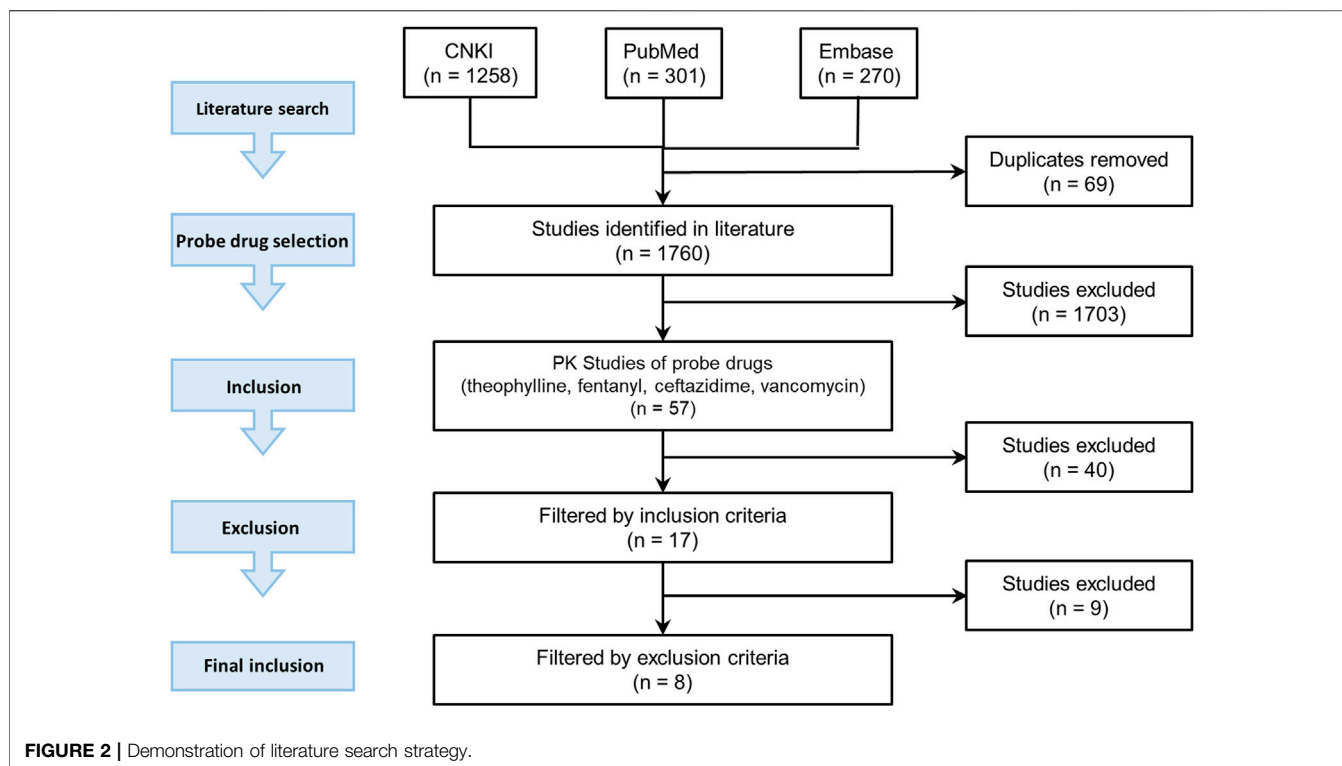 CNKI
(n = 1258)
PubMed
(n = 301)
Embase
(n = 270)
Literature search
Duplicates removed
(n = 69)
Probe drug selection
Studies identified in literature
(n = 1760)
Studies excluded
(n = 1703)
Inclusion
PK Studies of probe drugs
(theophylline, fentanyl, ceftazidime, vancomycin)
(n = 57)
Studies excluded
(n = 40)
Exclusion
Filtered by inclusion criteria
(n = 17)
Studies excluded
(n = 9)
Final inclusion
Filtered by exclusion criteria
(n = 8)
FIGURE 2 | Demonstration of literature search strategy.